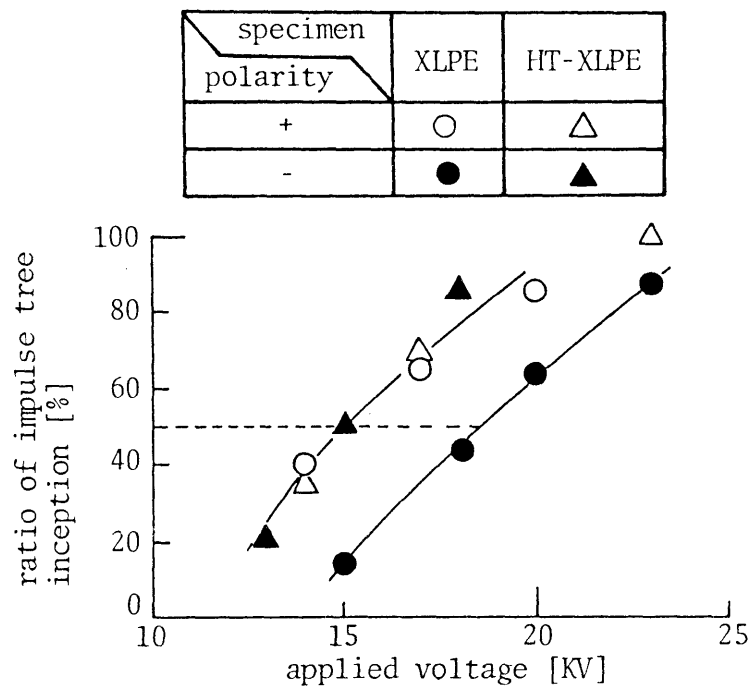 specimen
polarity
XLPE
HT-XLPE
+
-
100
80
60
40
20
0
10
15
20
25
ratio of impulse tree
inception [%]
applied voltage [KV]